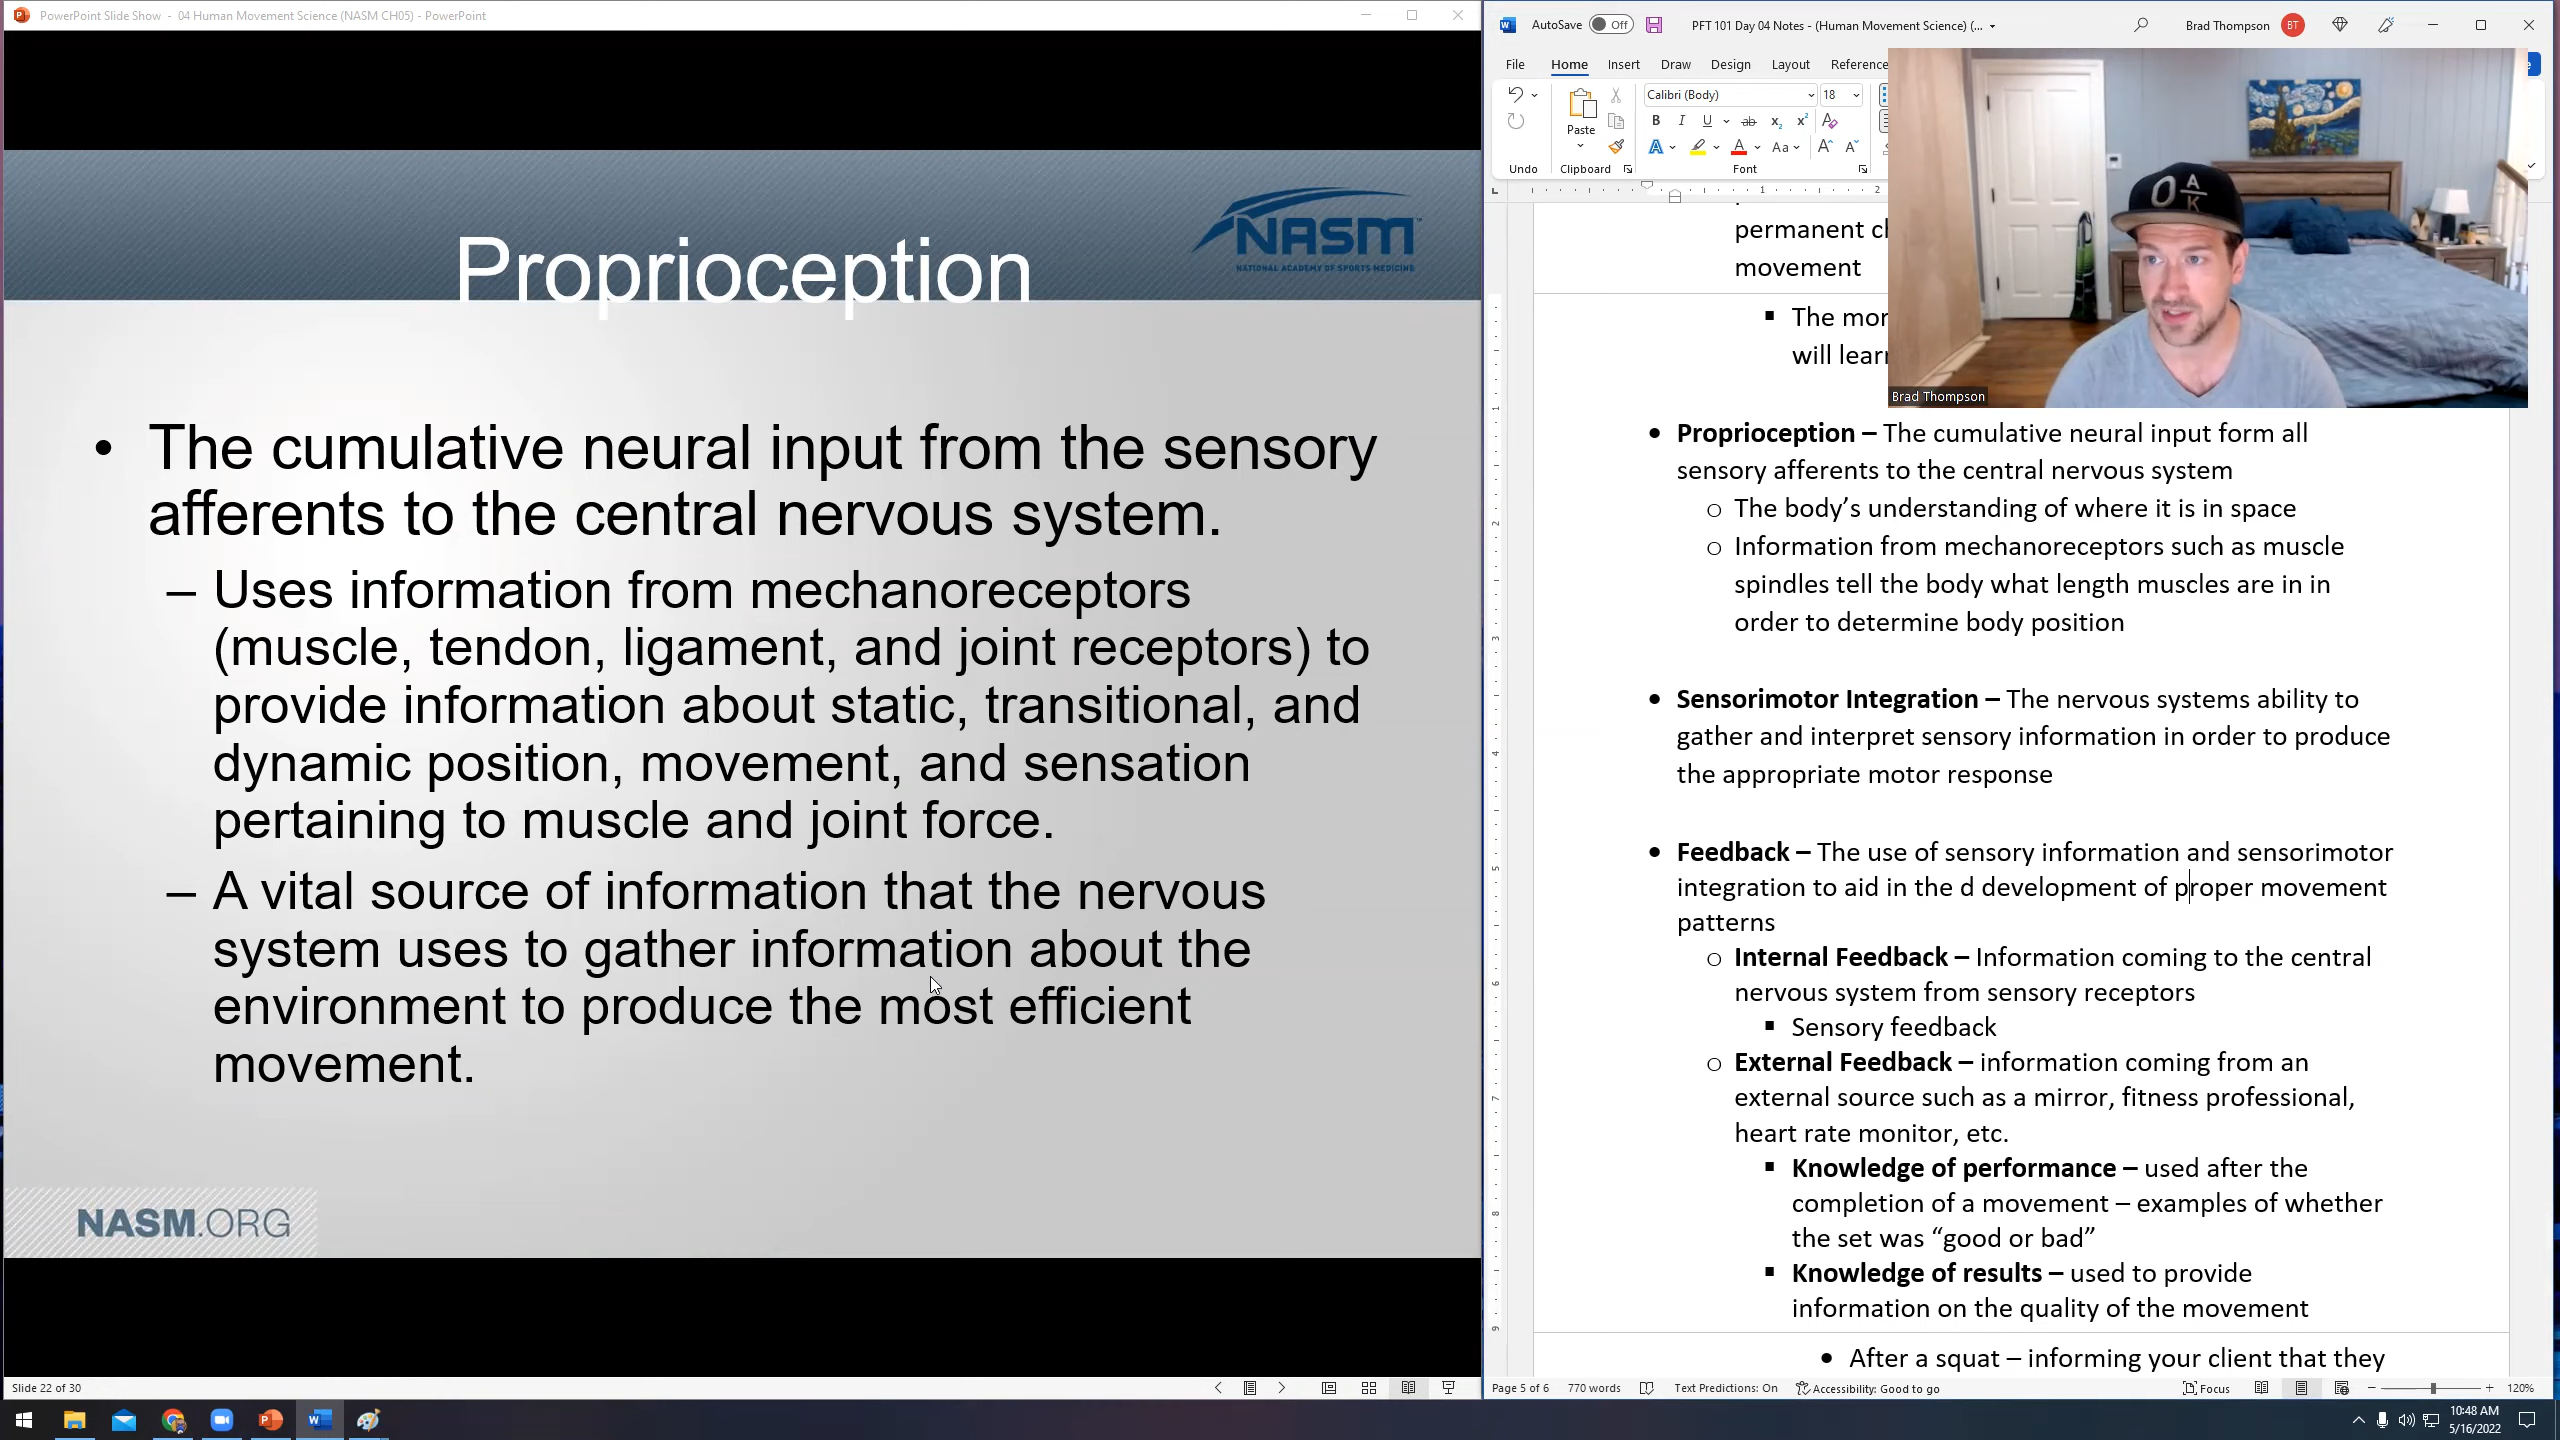 PowerPoint Slide Show - 04 Human Movement Science (NASM CH05) - PowerPoint
NASM
NATIONAL ACADEMY OF SPORTS MEDICINE
Proprioception
• The cumulative neural input from the sensory
afferents to the central nervous system.
– Uses information from mechanoreceptors
(muscle, tendon, ligament, and joint receptors) to
provide information about static, transitional, and
dynamic position, movement, and sensation
pertaining to muscle and joint force.
– A vital source of information that the nervous
system uses to gather information about the
environment to produce the most efficient
movement.
NASM.ORG
Slide 22 of 30
AutoSave Off PFT 101 Day 04 Notes - (Human Movement Science) (... Brad Thompson BT
File Home Insert Draw Design Layout Reference
Calibri (Body) 18
Paste
B I U ab x₂ x² A
A A Aa A A
Undo Clipboard Font
1 2
OAK
Brad Thompson
permanent
movement
▪ The
will
• Proprioception – The cumulative neural input form all
sensory afferents to the central nervous system
o The body’s understanding of where it is in space
o Information from mechanoreceptors such as muscle
spindles tell the body what length muscles are in in
order to determine body position
• Sensorimotor Integration – The nervous systems ability to
gather and interpret sensory information in order to produce
the appropriate motor response
• Feedback – The use of sensory information and sensorimotor
integration to aid in the d development of proper movement
patterns
o Internal Feedback – Information coming to the central
nervous system from sensory receptors
▪ Sensory feedback
o External Feedback – information coming from an
external source such as a mirror, fitness professional,
heart rate monitor, etc.
▪ Knowledge of performance – used after the
completion of a movement – examples of whether
the set was “good or bad”
▪ Knowledge of results – used to provide
information on the quality of the movement
• After a squat – informing your client that they
Page 5 of 6 770 words Text Predictions: On Accessibility: Good to go Focus 120%
10:48 AM
5/16/2022